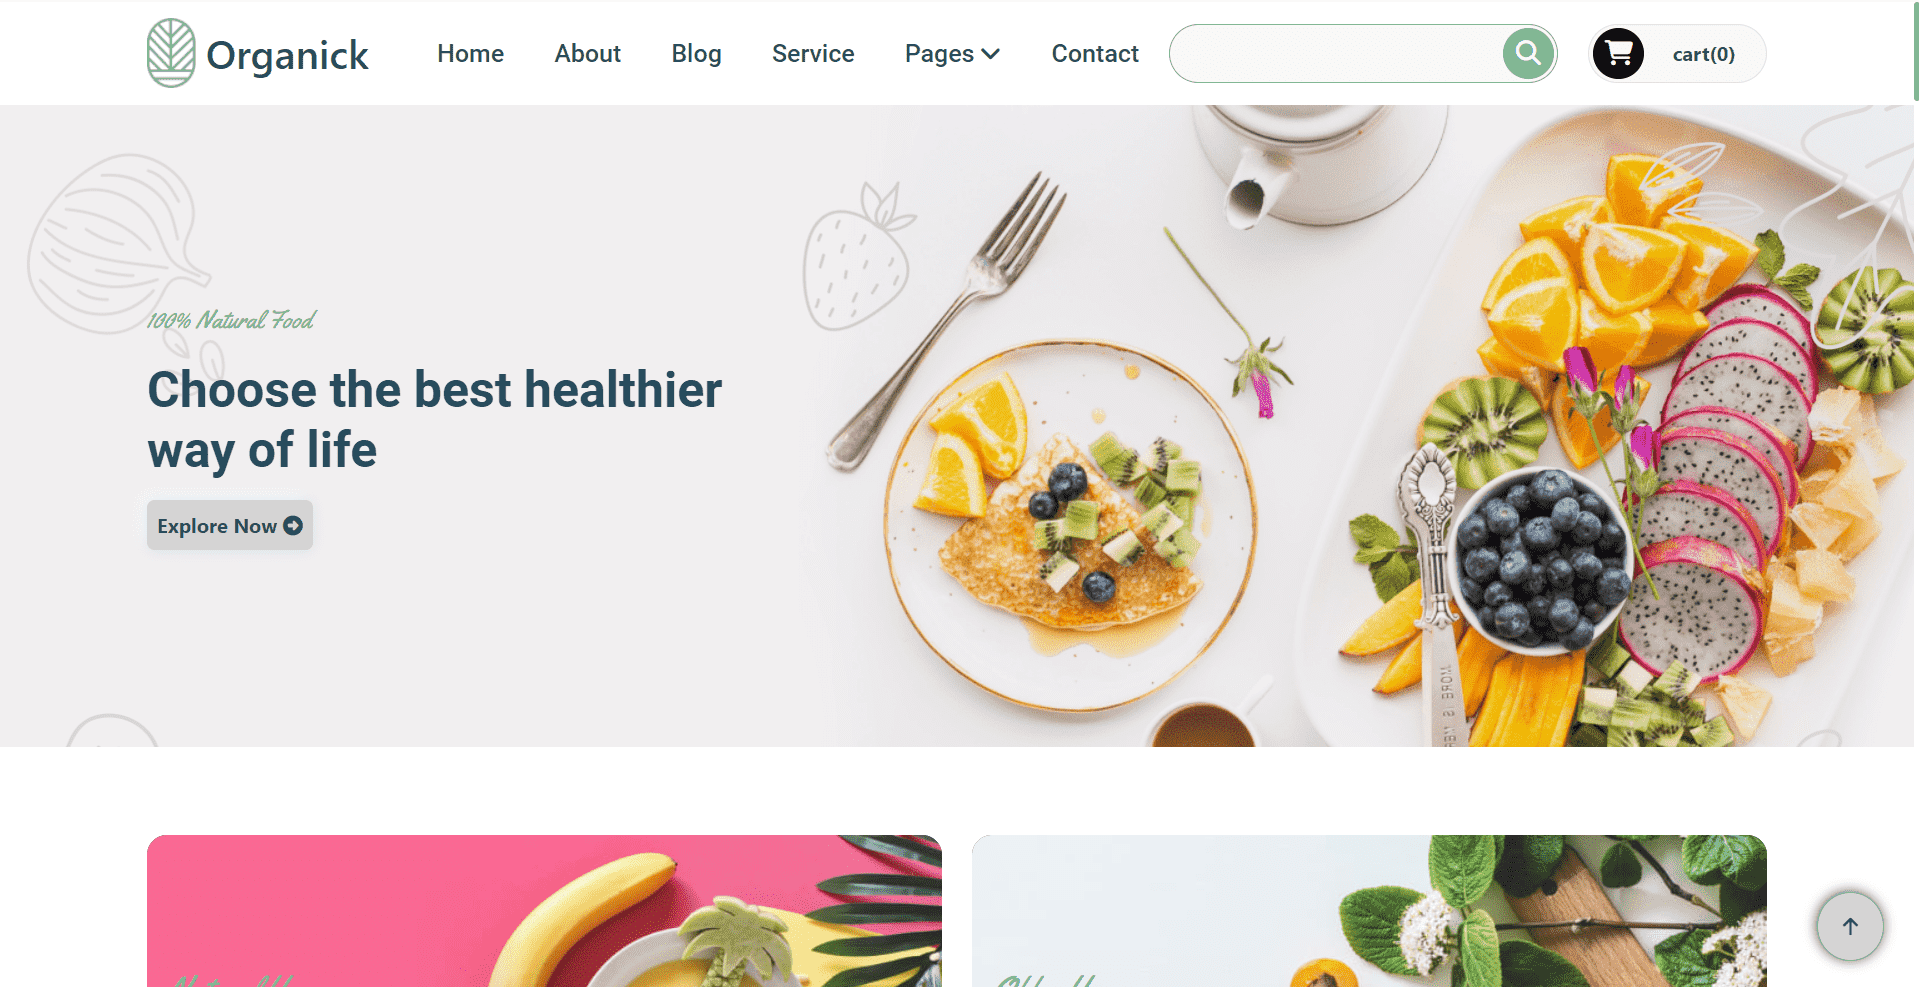 Organick
Home
About
Blog
Service
Pages
Contact
cart(0)
100% Natural Food
Choose the best healthier
way of life
Explore Now